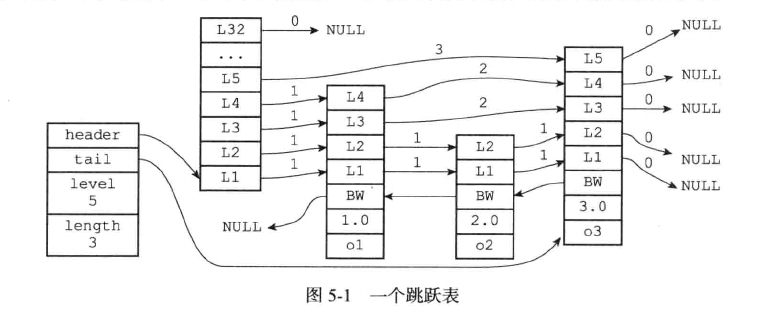 header
tail
level
5
length
3
L32
...
L5
L4
L3
L2
L1
0
NULL
3
1
1
1
1
NULL
L4
L3
L2
L1
BW
1.0
o1
2
2
1
1
L2
L1
BW
2.0
o2
1
1
L5
L4
L3
L2
L1
BW
3.0
o3
0
NULL
0
NULL
0
NULL
0
NULL
0
NULL
图 5-1 一个跳跃表